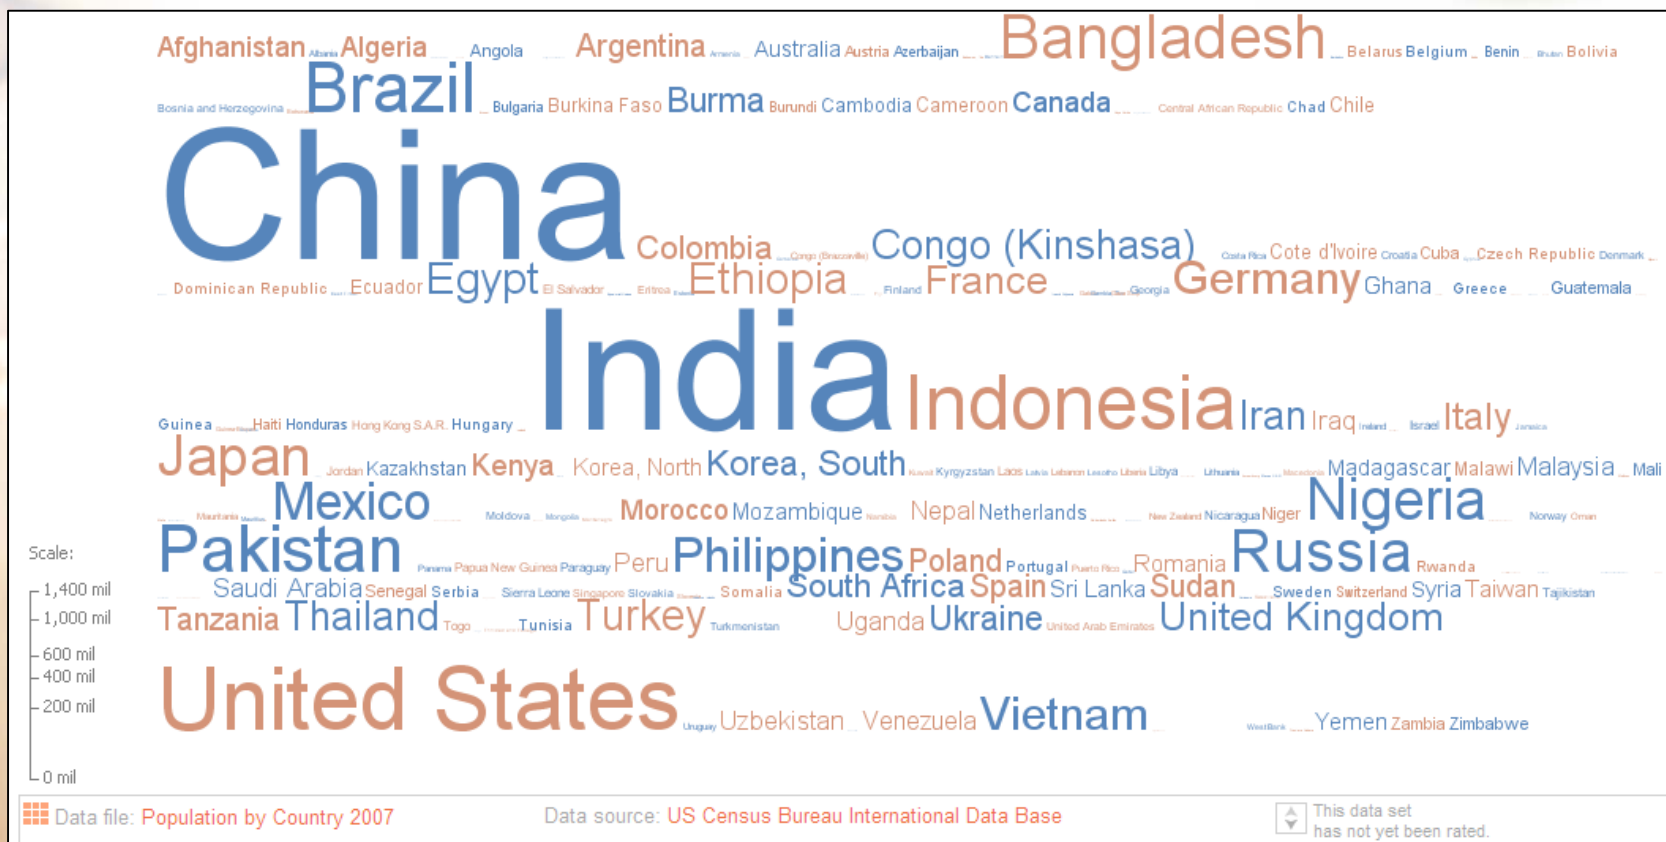 Afghanistan Albania Algeria Angola Argentina Armenia Australia Austria Azerbaijan Bangladesh Belarus Belgium Benin Bhutan Bolivia
Bosnia and Herzegovina Brazil Bulgaria Burkina Faso Burma Burundi Cambodia Cameroon Canada Central African Republic Chad Chile
China Colombia Congo (Brazzaville) Congo (Kinshasa) Costa Rica Cote d'Ivoire Croatia Cuba Czech Republic Denmark
Dominican Republic Ecuador Egypt El Salvador Eritrea Ethiopia Finland France Georgia Germany Ghana Greece Guatemala
Guinea Haiti Honduras Hong Kong S.A.R. Hungary India Indonesia Iran Iraq Ireland Israel Italy Jamaica
Japan Jordan Kazakhstan Kenya Korea, North Korea, South Kuwait Kyrgyzstan Laos Latvia Lebanon Lesotho Liberia Libya Lithuania Macedonia Madagascar Malawi Malaysia Mali
Mauritania Mexico Moldova Mongolia Morocco Mozambique Namibia Nepal Netherlands New Zealand Nicaragua Niger Nigeria Norway Oman
Pakistan Panama Papua New Guinea Paraguay Peru Philippines Poland Portugal Puerto Rico Romania Russia Rwanda
Saudi Arabia Senegal Serbia Sierra Leone Singapore Slovakia Somalia South Africa Spain Sri Lanka Sudan Sweden Switzerland Syria Taiwan Tajikistan
Tanzania Thailand Togo Tunisia Turkey Turkmenistan Uganda Ukraine United Arab Emirates United Kingdom
United States Uruguay Uzbekistan Venezuela Vietnam West Bank Yemen Zambia Zimbabwe
Scale:
1,400 mil
1,000 mil
600 mil
400 mil
200 mil
0 mil
Data file: Population by Country 2007 Data source: US Census Bureau International Data Base This data set
has not yet been rated.